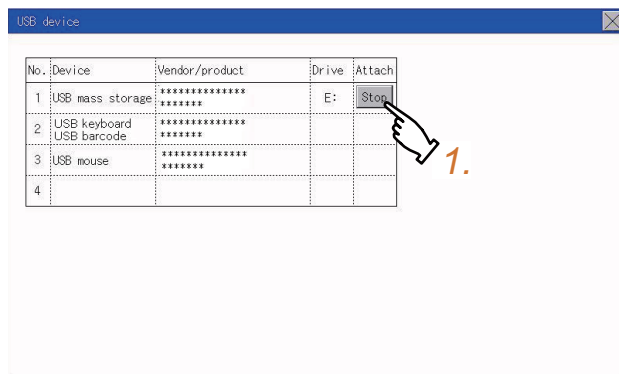 USB device
No. Device Vendor/product Drive Attach
1 USB mass storage ************** ******* E: Stop
2 USB keyboard USB barcode ************** *******
3 USB mouse ************** *******
4
1.